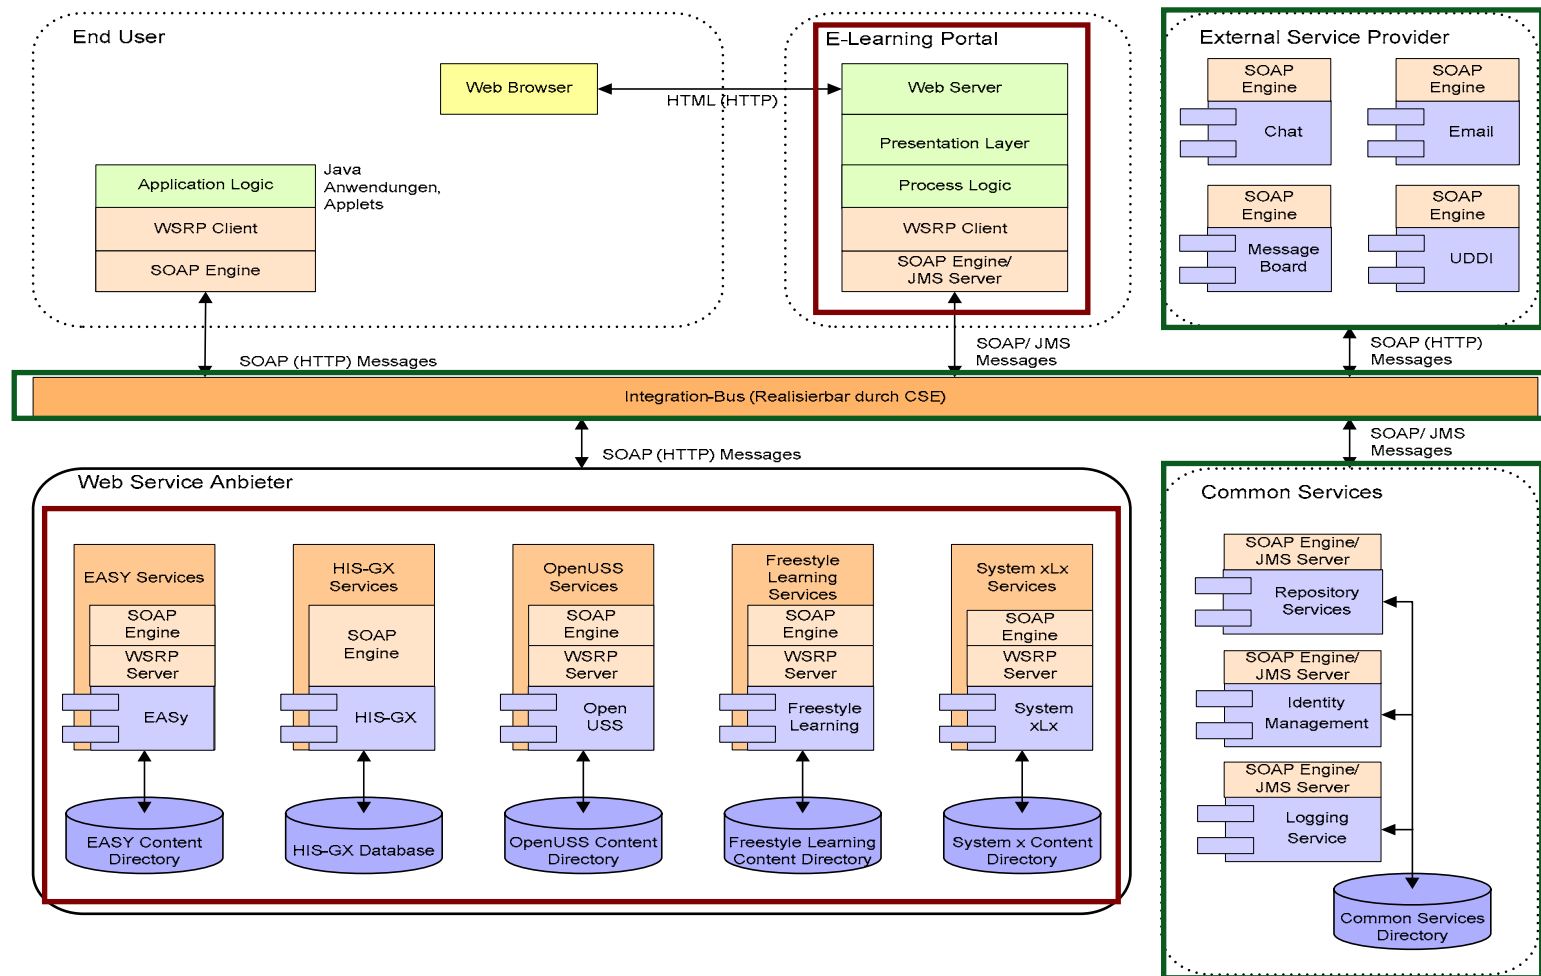 End User
Web Browser
HTML (HTTP)
Application Logic
WSRP Client
SOAP Engine
Java
Anwendungen,
Applets
SOAP (HTTP) Messages
E-Learning Portal
Web Server
Presentation Layer
Process Logic
WSRP Client
SOAP Engine/
JMS Server
SOAP/ JMS
Messages
External Service Provider
SOAP
Engine
Chat
SOAP
Engine
Email
SOAP
Engine
Message
Board
SOAP
Engine
UDDI
SOAP (HTTP)
Messages
Integration-Bus (Realisierbar durch CSE)
SOAP (HTTP) Messages
SOAP/ JMS
Messages
Web Service Anbieter
EASY Services
SOAP
Engine
WSRP
Server
EASy
EASY Content
Directory
HIS-GX
Services
SOAP
Engine
HIS-GX
HIS-GX Database
OpenUSS
Services
SOAP
Engine
WSRP
Server
Open
USS
OpenUSS Content
Directory
Freestyle
Learning
Services
SOAP
Engine
WSRP
Server
Freestyle
Learning
Freestyle Learning
Content Directory
System xLx
Services
SOAP
Engine
WSRP
Server
System
xLx
System x Content
Directory
Common Services
SOAP Engine/
JMS Server
Repository
Services
SOAP Engine/
JMS Server
Identity
Management
SOAP Engine/
JMS Server
Logging
Service
Common Services
Directory